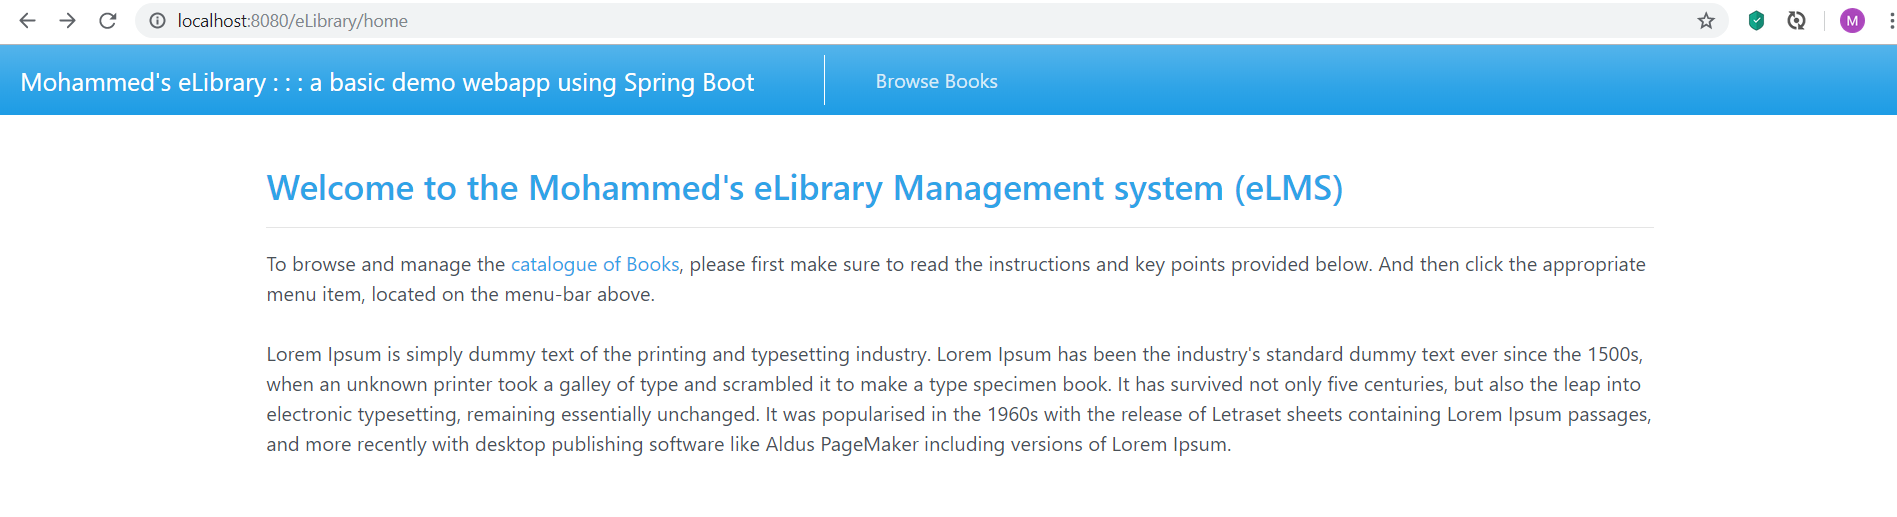 localhost:8080/eLibrary/home
M
Mohammed's eLibrary : : : a basic demo webapp using Spring Boot
Browse Books
Welcome to the Mohammed's eLibrary Management system (eLMS)
To browse and manage the catalogue of Books, please first make sure to read the instructions and key points provided below. And then click the appropriate
menu item, located on the menu-bar above.
Lorem Ipsum is simply dummy text of the printing and typesetting industry. Lorem Ipsum has been the industry's standard dummy text ever since the 1500s,
when an unknown printer took a galley of type and scrambled it to make a type specimen book. It has survived not only five centuries, but also the leap into
electronic typesetting, remaining essentially unchanged. It was popularised in the 1960s with the release of Letraset sheets containing Lorem Ipsum passages,
and more recently with desktop publishing software like Aldus PageMaker including versions of Lorem Ipsum.